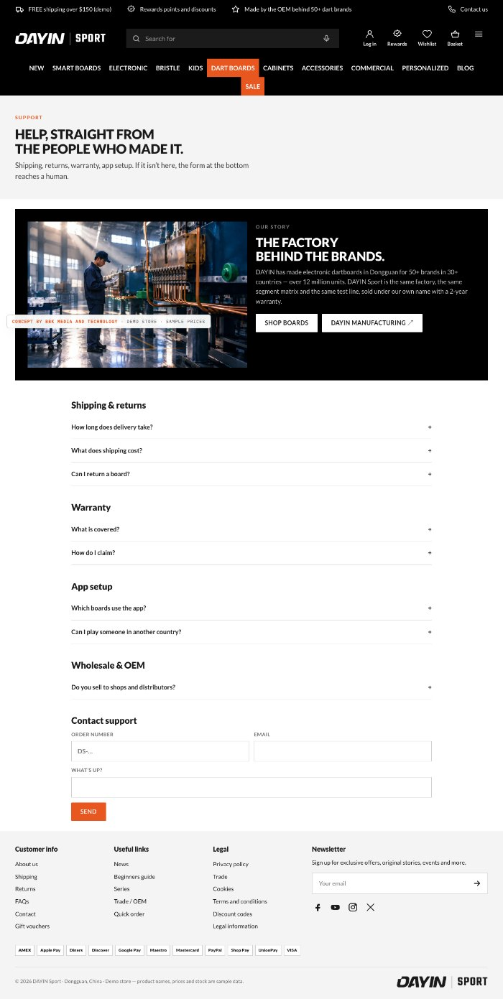 FREE shipping over $150 (demo)
Rewards points and discounts
Made by the OEM behind 50+ dart brands
Contact us
DAYIN SPORT
Search for
Log in
Rewards
Wishlist
Basket
NEW SMART BOARDS ELECTRONIC BRISTLE KIDS DART BOARDS CABINETS ACCESSORIES COMMERCIAL PERSONALIZED BLOG
SALE
SUPPORT
HELP, STRAIGHT FROM
THE PEOPLE WHO MADE IT.
Shipping, returns, warranty, app setup. If it isn't here, the form at the bottom
reaches a human.
OUR STORY
THE FACTORY
BEHIND THE BRANDS.
DAYIN has made electronic dartboards in Dongguan for 50+ brands in 30+
countries — over 12 million units. DAYIN Sport is the same factory, the same
segment matrix and the same test line, sold under our own name with a 2-year
warranty.
SHOP BOARDS
DAYIN MANUFACTURING ↗
CONCEPT BY BBK MEDIA AND TECHNOLOGY · DEMO STORE · SAMPLE PRICES
Shipping & returns
How long does delivery take? +
What does shipping cost? +
Can I return a board? +
Warranty
What is covered? +
How do I claim? +
App setup
Which boards use the app? +
Can I play someone in another country? +
Wholesale & OEM
Do you sell to shops and distributors? +
Contact support
ORDER NUMBER
EMAIL
DS-...
WHAT'S UP?
SEND
Customer info
About us
Shipping
Returns
FAQs
Contact
Gift vouchers
Useful links
News
Beginners guide
Series
Trade / OEM
Quick order
Legal
Privacy policy
Trade
Cookies
Terms and conditions
Discount codes
Legal information
Newsletter
Sign up for exclusive offers, original stories, events and more.
Your email
AMEX Apple Pay Diners Discover Google Pay Maestro Mastercard PayPal Shop Pay UnionPay VISA
© 2026 DAYIN Sport · Dongguan, China · Demo store — product names, prices and stock are sample data.
DAYIN SPORT